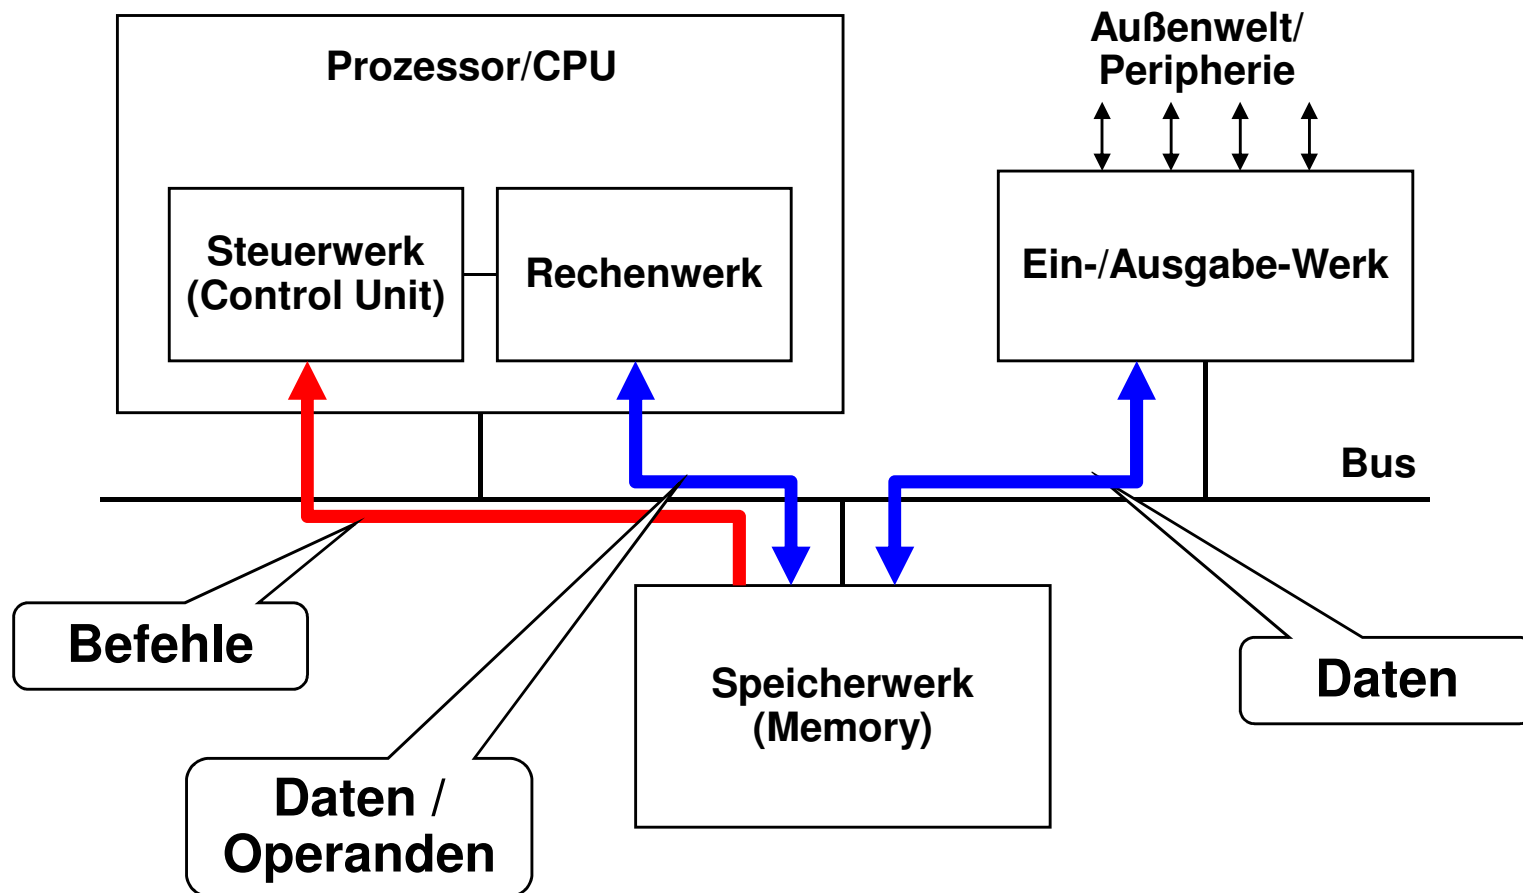 Prozessor/CPU
Außenwelt/
Peripherie
Steuerwerk
(Control Unit)
Rechenwerk
Ein-/Ausgabe-Werk
Bus
Befehle
Speicherwerk
(Memory)
Daten
Daten /
Operanden